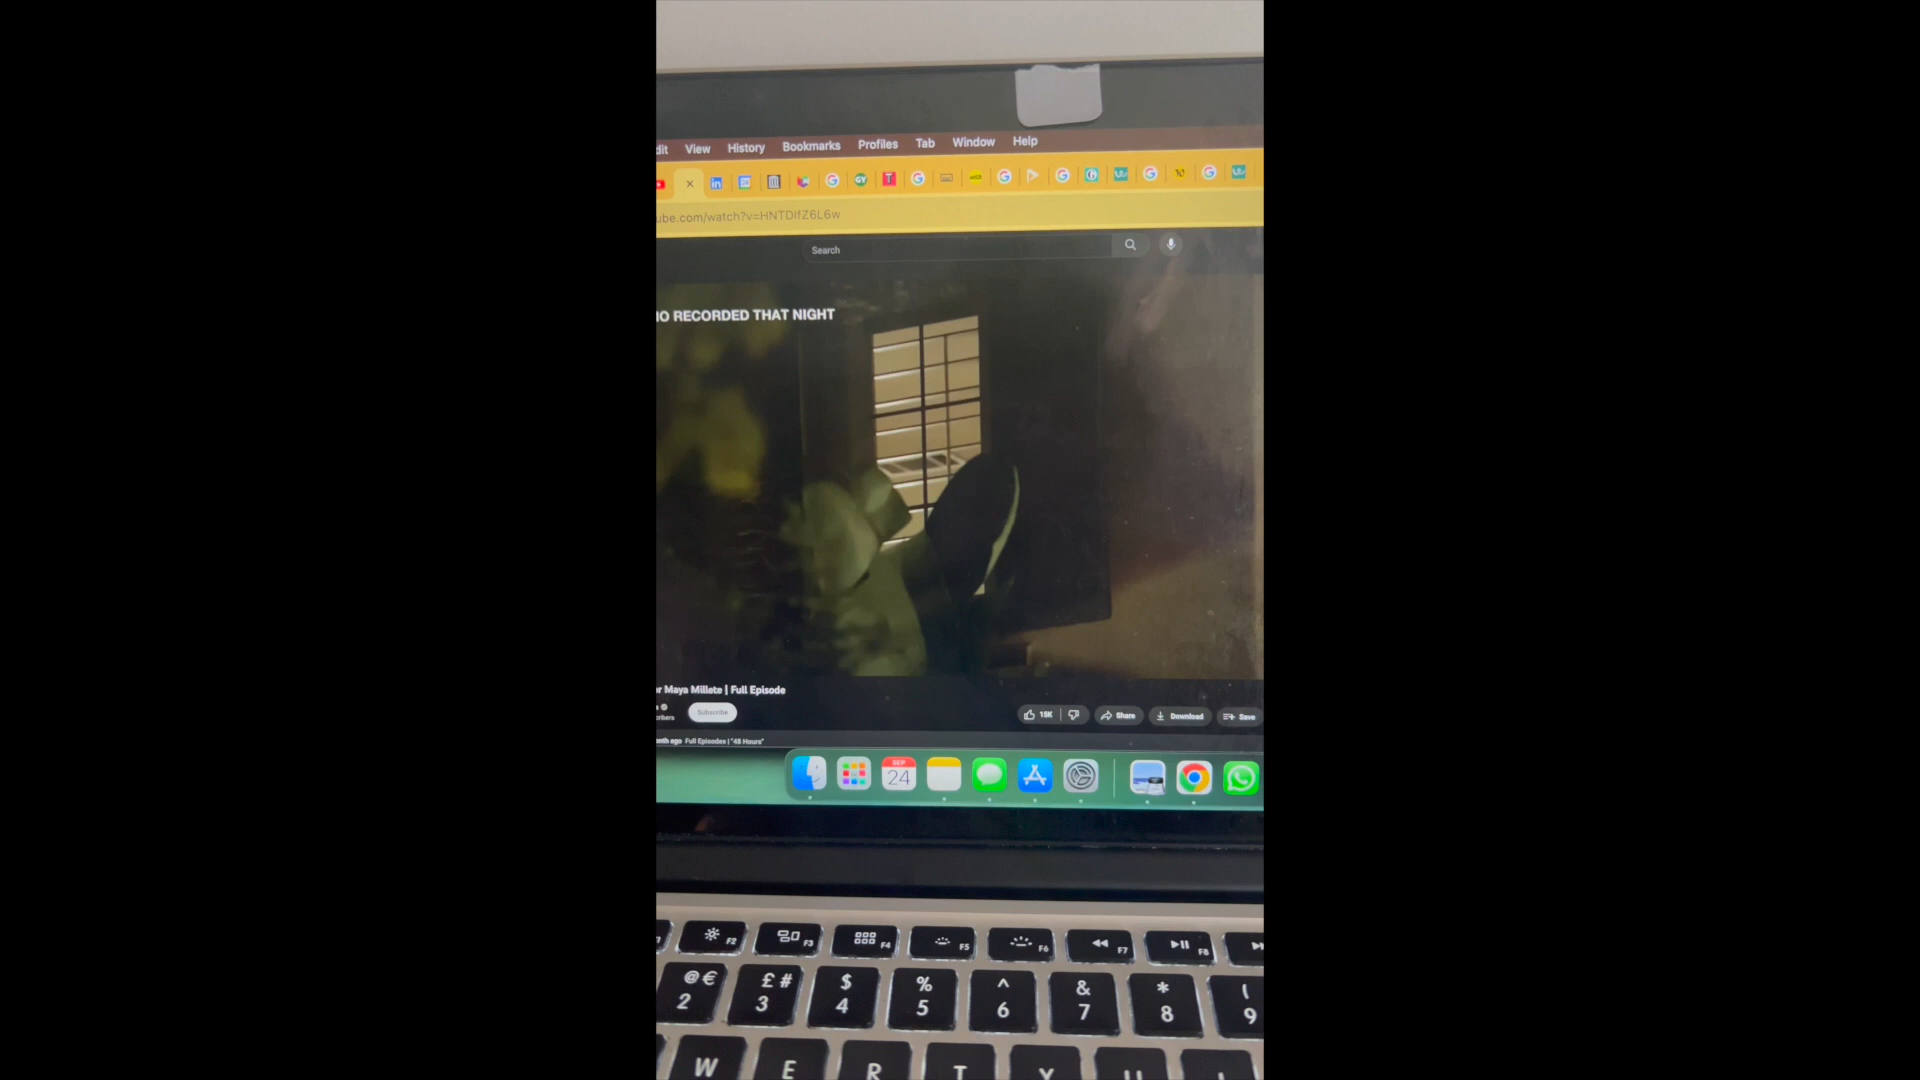 View History Bookmarks Profiles Tab Window Help
ube.com/watch?v=HNTDIfZ6L6w
Search
RECORDED THAT NIGHT
Maya Millete | Full Episode
Subscribe
15K Share Download Save
ago Full Episodes | "48 Hours"
SEP
24
F2 F3 F4 F5 F6 F7 F8
@ € £ # $ % ^ & * (
2 3 4 5 6 7 8 9
W E R T Y U